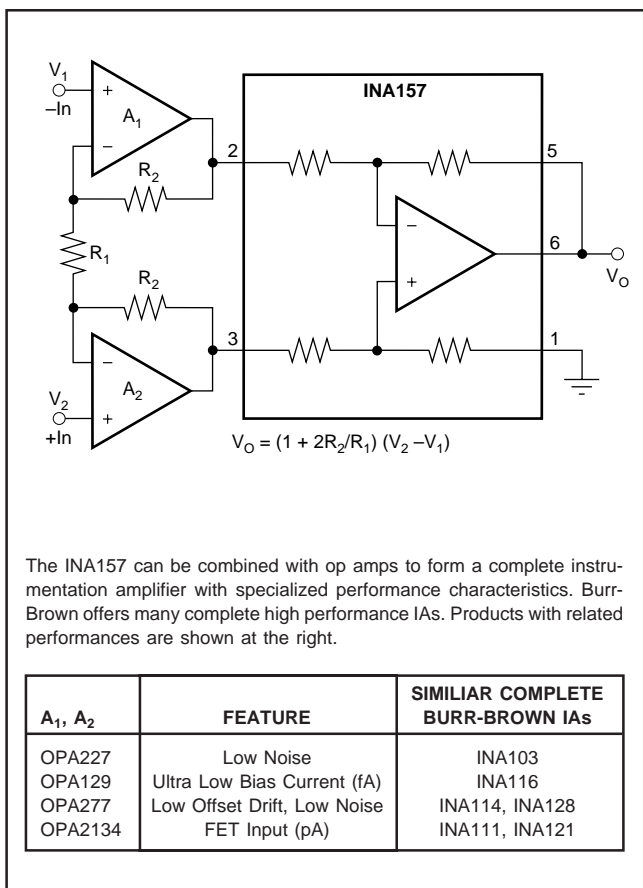 INA157
V₁
–In
+
A₁
–
R₂
2
5
R₁
–
6
+
V_O
R₂
3
1
–
A₂
V₂
+
+In
V_O = (1 + 2R₂/R₁) (V₂ –V₁)
The INA157 can be combined with op amps to form a complete instru-
mentation amplifier with specialized performance characteristics. Burr-
Brown offers many complete high performance IAs. Products with related
performances are shown at the right.
SIMILIAR COMPLETE
A₁, A₂ FEATURE BURR-BROWN IAs
OPA227 Low Noise INA103
OPA129 Ultra Low Bias Current (fA) INA116
OPA277 Low Offset Drift, Low Noise INA114, INA128
OPA2134 FET Input (pA) INA111, INA121